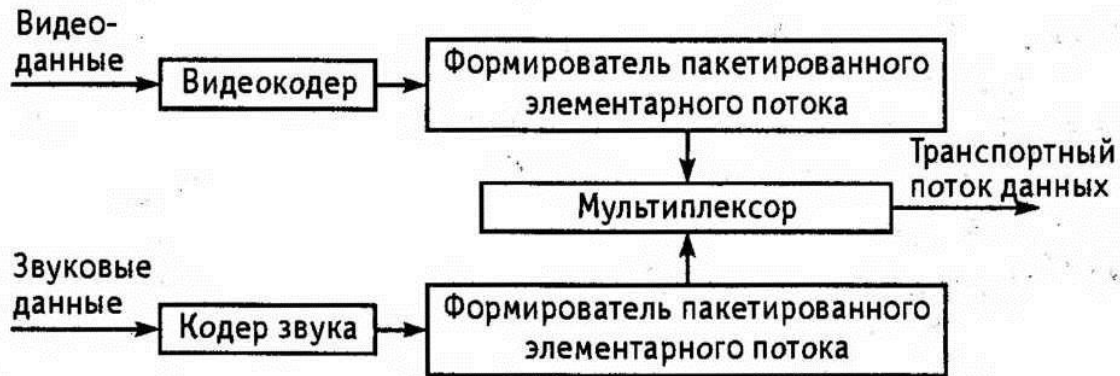 Видео-
данные
Видеокодер
Формирователь пакетированного
элементарного потока
Транспортный
поток данных
Мультиплексор
Звуковые
данные
Кодер звука
Формирователь пакетированного
элементарного потока